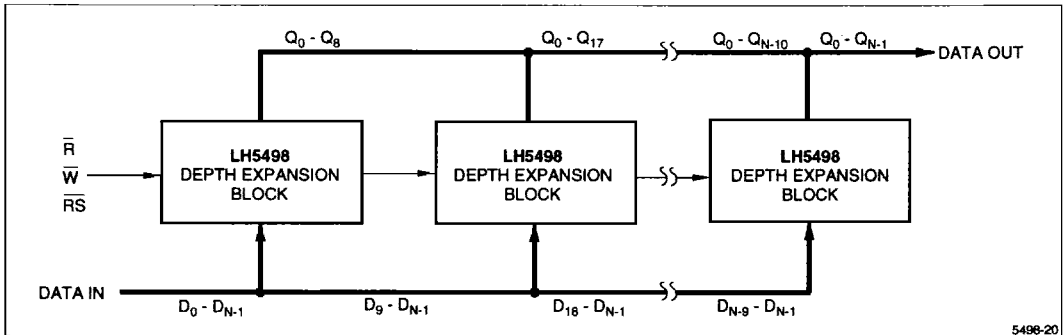 Q0 - Q8
Q0 - Q17
Q0 - QN-10
Q0 - QN-1
DATA OUT
R̅
W̅
R̅S̅
LH5498
DEPTH EXPANSION
BLOCK
LH5498
DEPTH EXPANSION
BLOCK
LH5498
DEPTH EXPANSION
BLOCK
DATA IN
D0 - DN-1
D9 - DN-1
D18 - DN-1
DN-9 - DN-1
5498-20